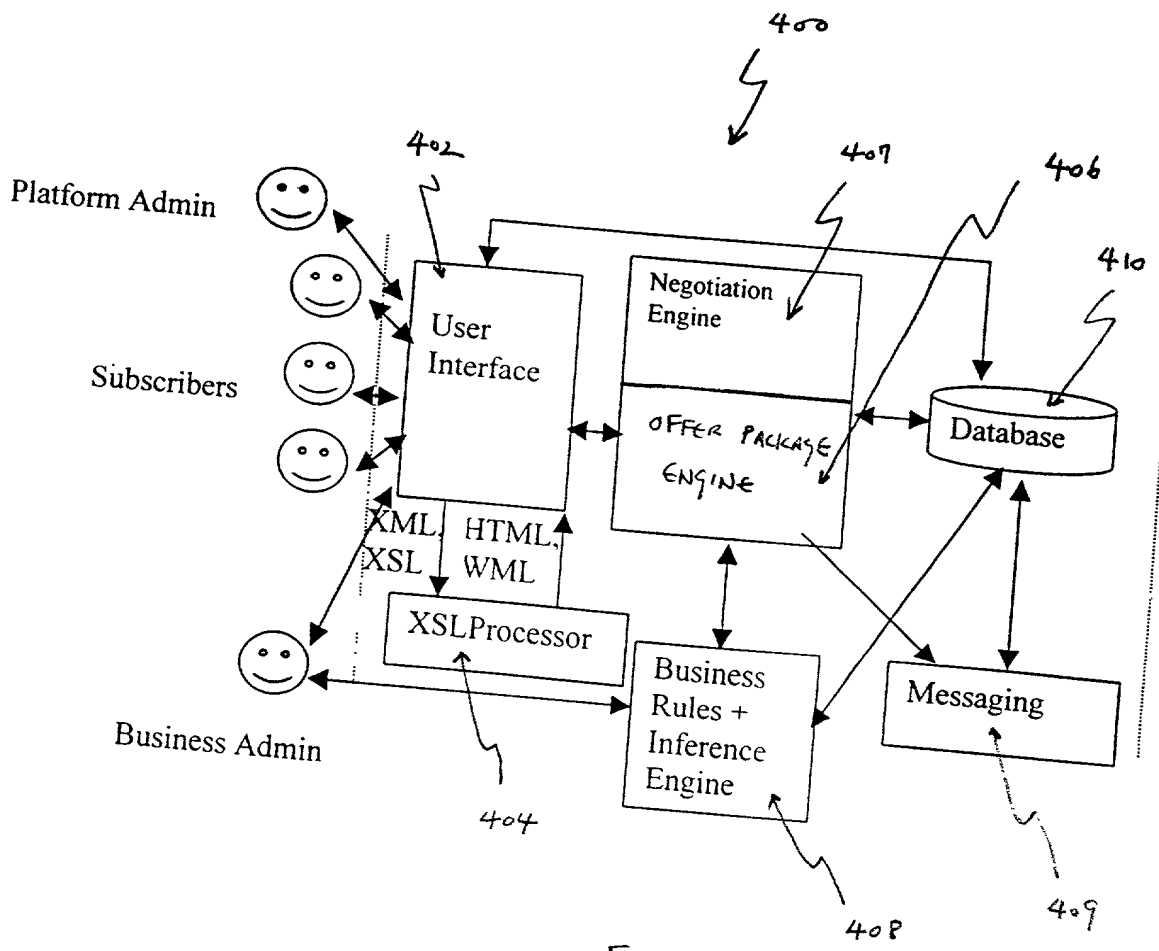 400
402
407
406
Platform Admin
410
Negotiation
Engine
User
Interface
Subscribers
OFFER PACKAGE
ENGINE
Database
XML, HTML,
XSL WML
XSLProcessor
Business
Rules +
Inference
Engine
Messaging
Business Admin
404
408
409